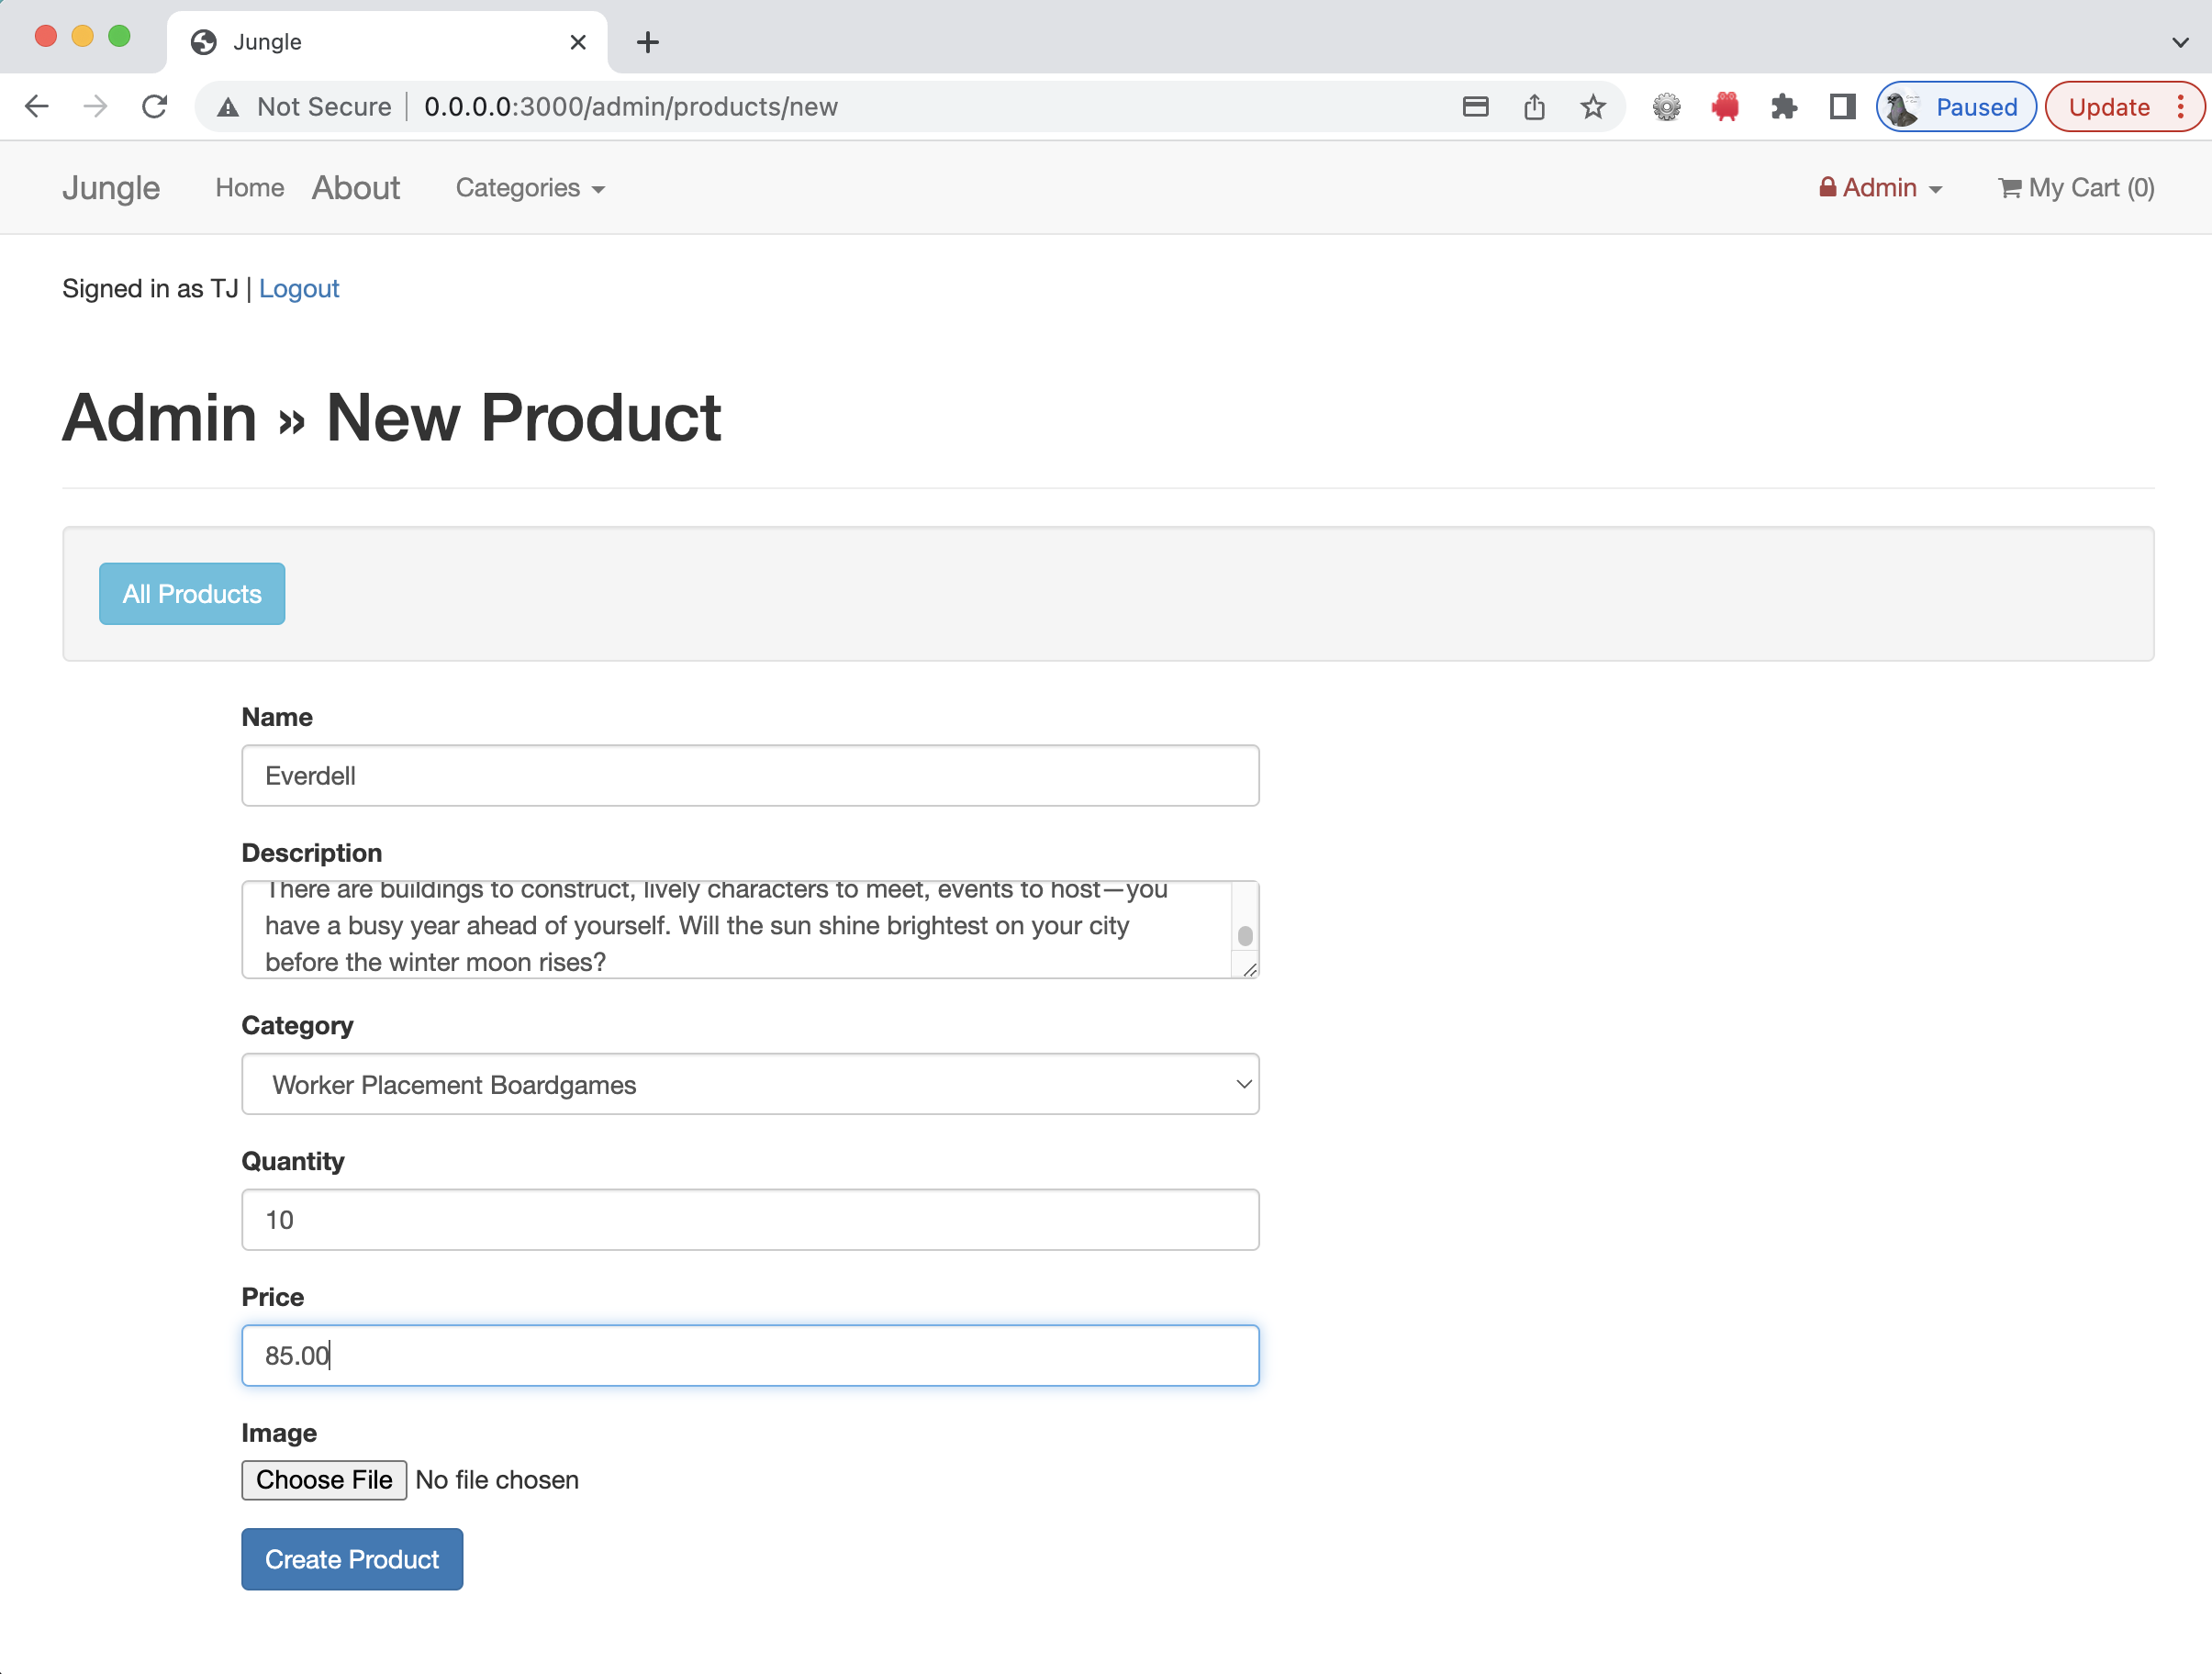 Jungle
Not Secure 0.0.0.0:3000/admin/products/new Paused Update
Jungle Home About Categories Admin My Cart (0)
Signed in as TJ | Logout
Admin » New Product
All Products
Name
Everdell
Description
There are buildings to construct, lively characters to meet, events to host—you
have a busy year ahead of yourself. Will the sun shine brightest on your city
before the winter moon rises?
Category
Worker Placement Boardgames
Quantity
10
Price
85.00
Image
Choose File No file chosen
Create Product